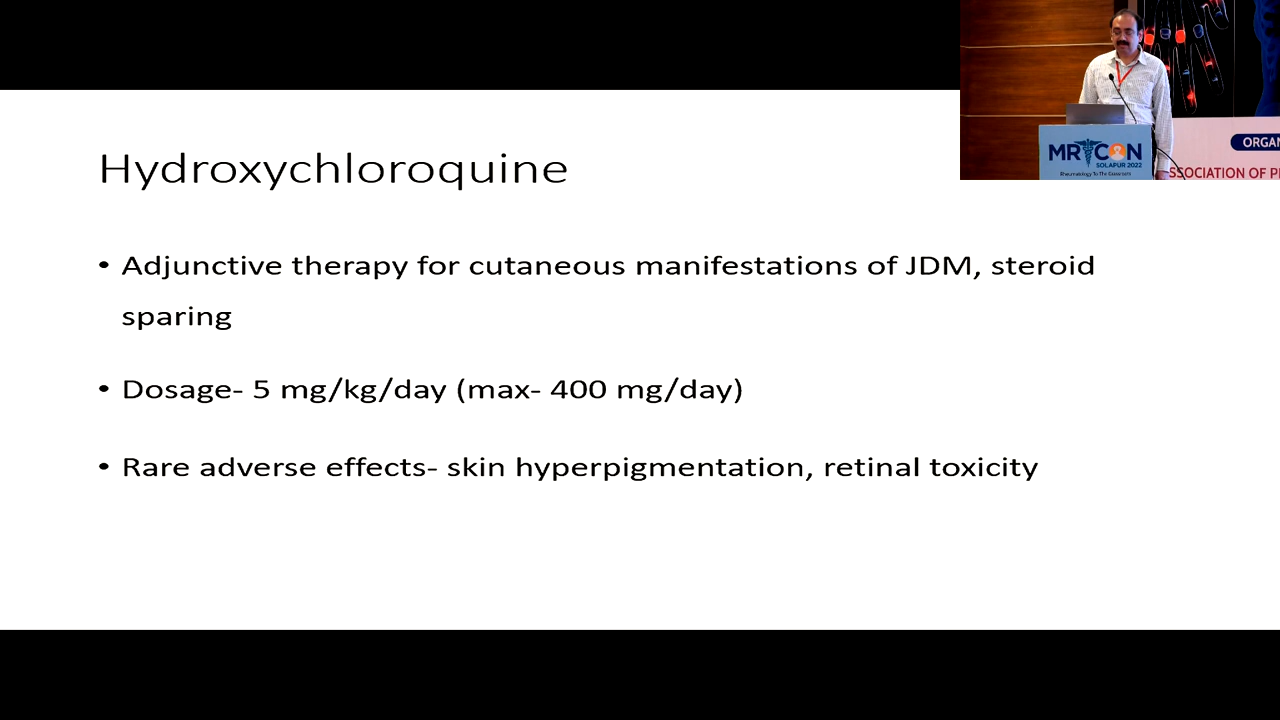 Hydroxychloroquine
• Adjunctive therapy for cutaneous manifestations of JDM, steroid
sparing
• Dosage- 5 mg/kg/day (max- 400 mg/day)
• Rare adverse effects- skin hyperpigmentation, retinal toxicity
MRCON
SOLAPUR 2022
Rheumatology To The Grassroots
ORGAN
SSOCIATION OF P